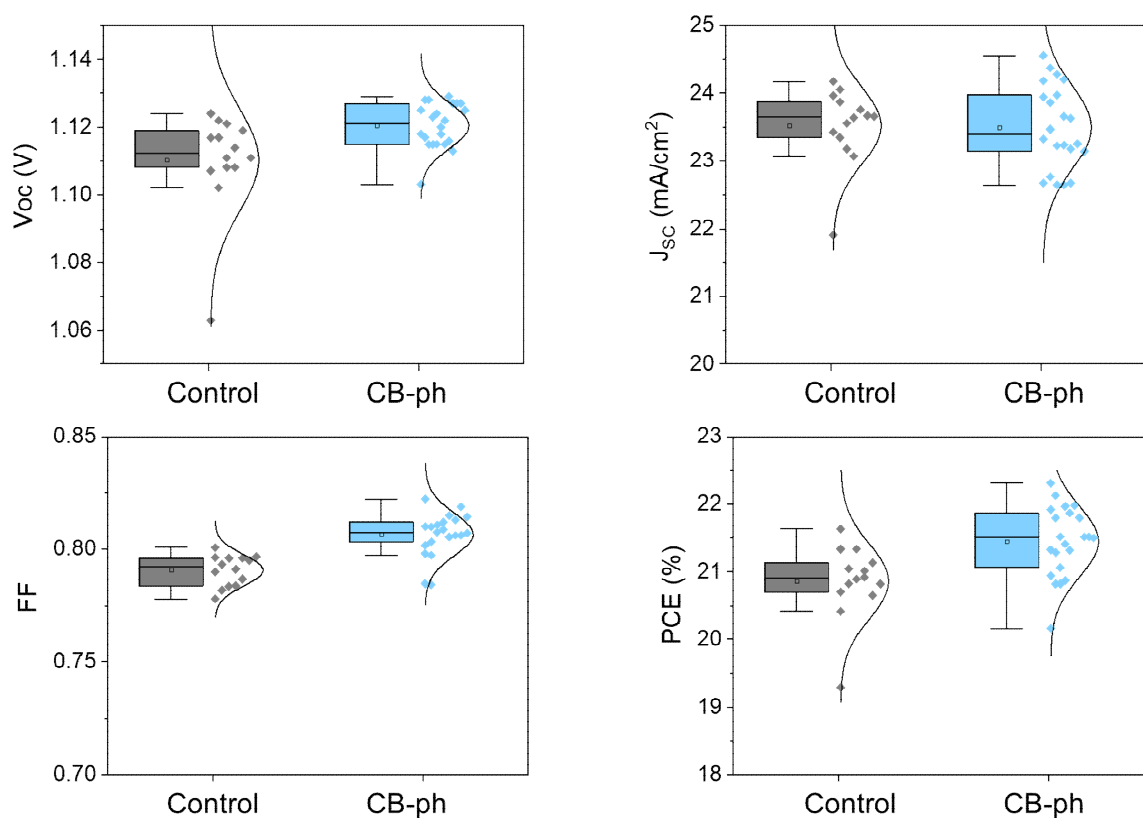 Voc (V)
1.14
1.12
1.10
1.08
1.06
Control
CB-ph
J_SC (mA/cm²)
25
24
23
22
21
20
Control
CB-ph
FF
0.85
0.80
0.75
0.70
Control
CB-ph
PCE (%)
23
22
21
20
19
18
Control
CB-ph